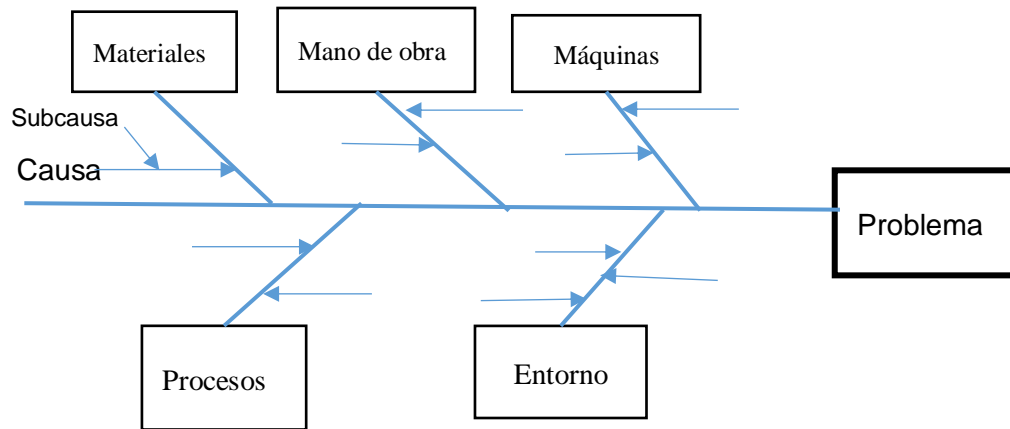 Materiales
Mano de obra
Máquinas
Subcausa
Causa
Problema
Procesos
Entorno